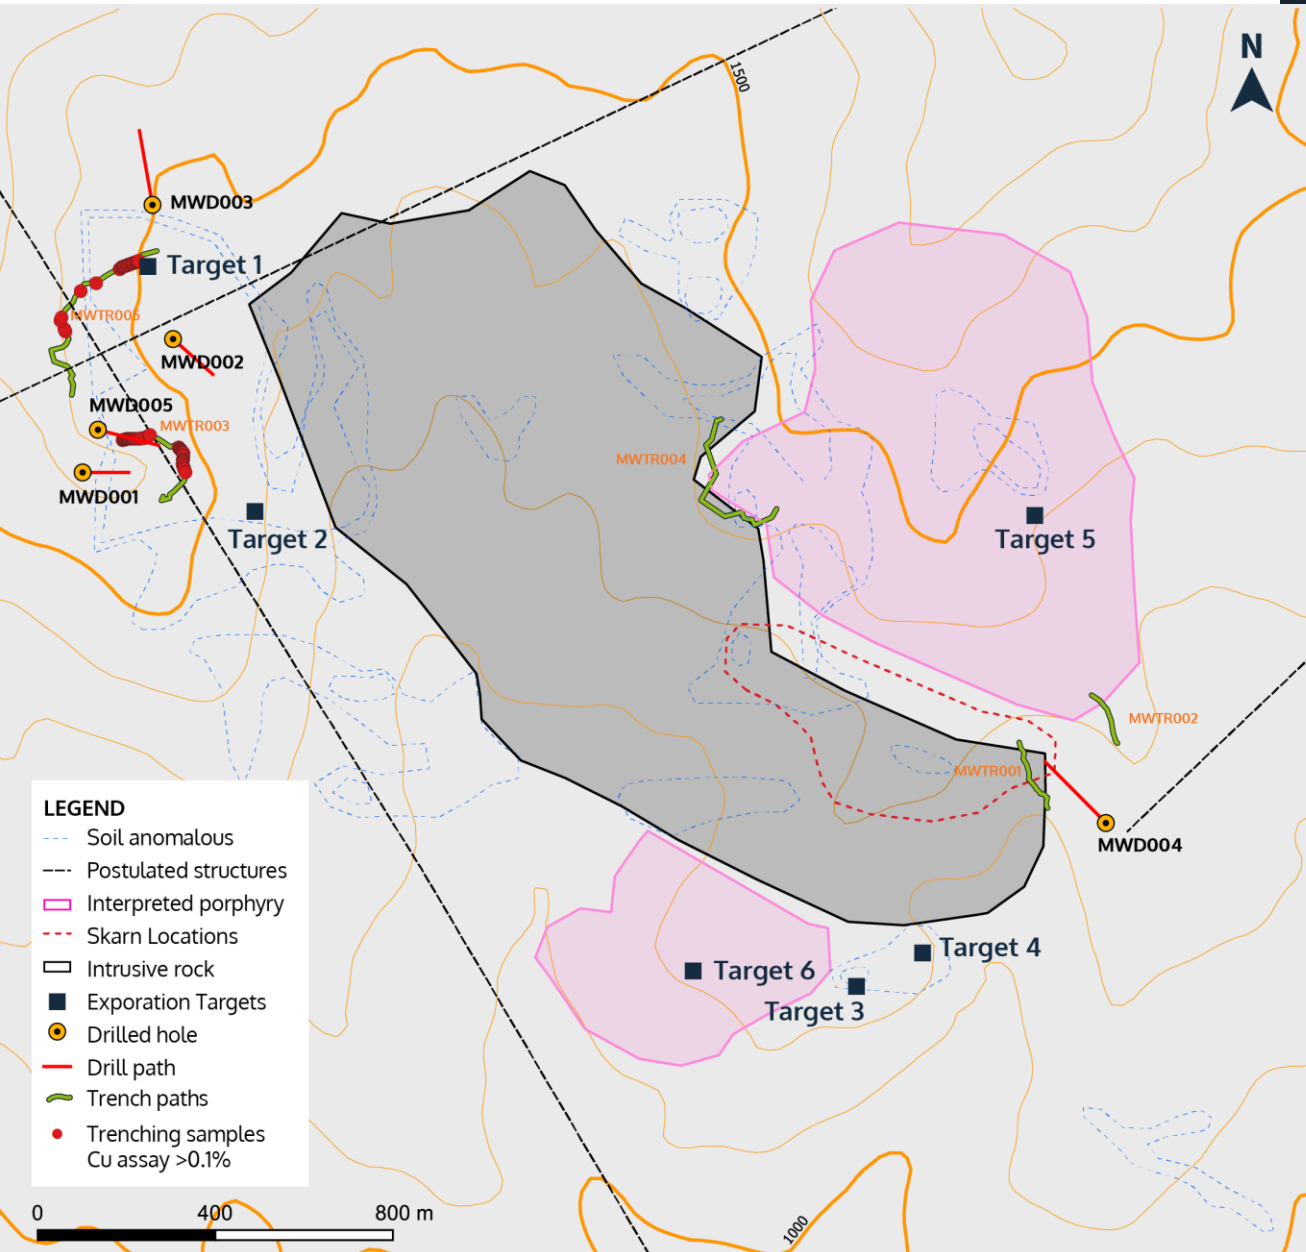 N
1500
MWD003
Target 1
MWTR005
MWD002
MWD005
MWTR003
MWTR004
MWD001
Target 2
Target 5
MWTR002
MWTR001
MWD004
Target 4
Target 6
Target 3
LEGEND
Soil anomalous
Postulated structures
Interpreted porphyry
Skarn Locations
Intrusive rock
Exporation Targets
Drilled hole
Drill path
Trench paths
Trenching samples
Cu assay >0.1%
0 400 800 m
1000